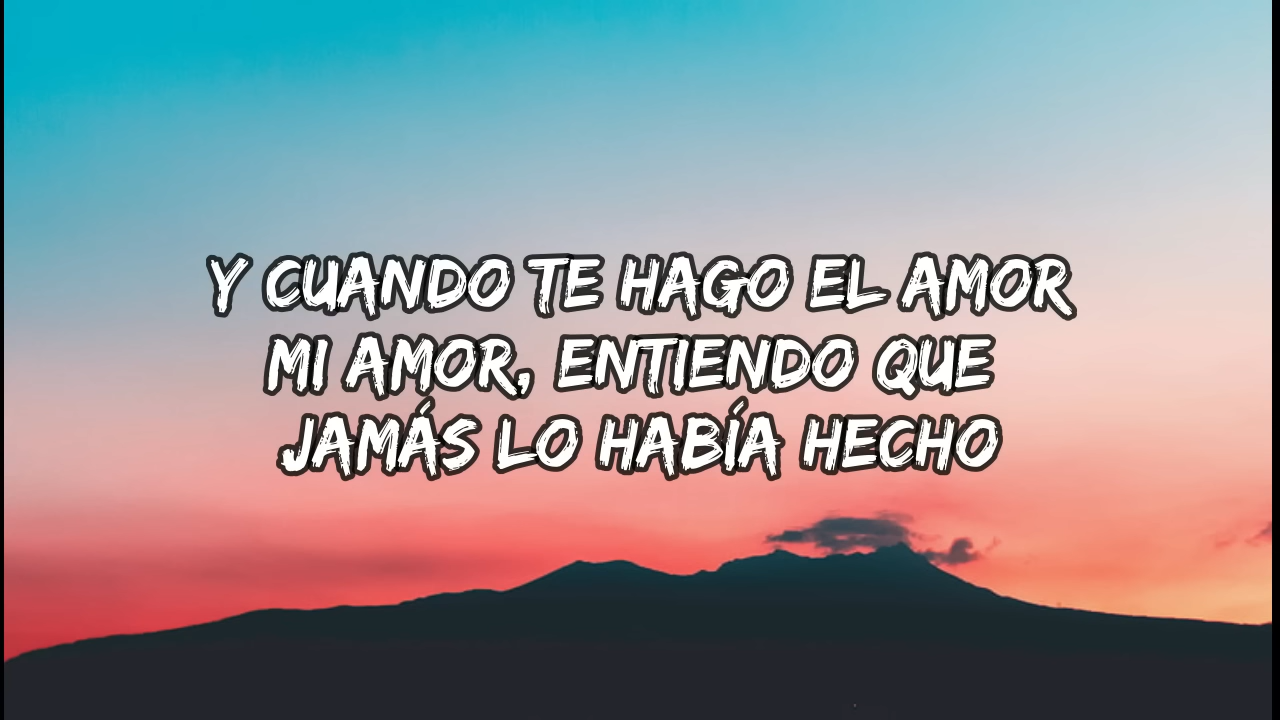 Y CUANDO TE HAGO EL AMOR
MI AMOR, ENTIENDO QUE
JAMÁS LO HABÍA HECHO